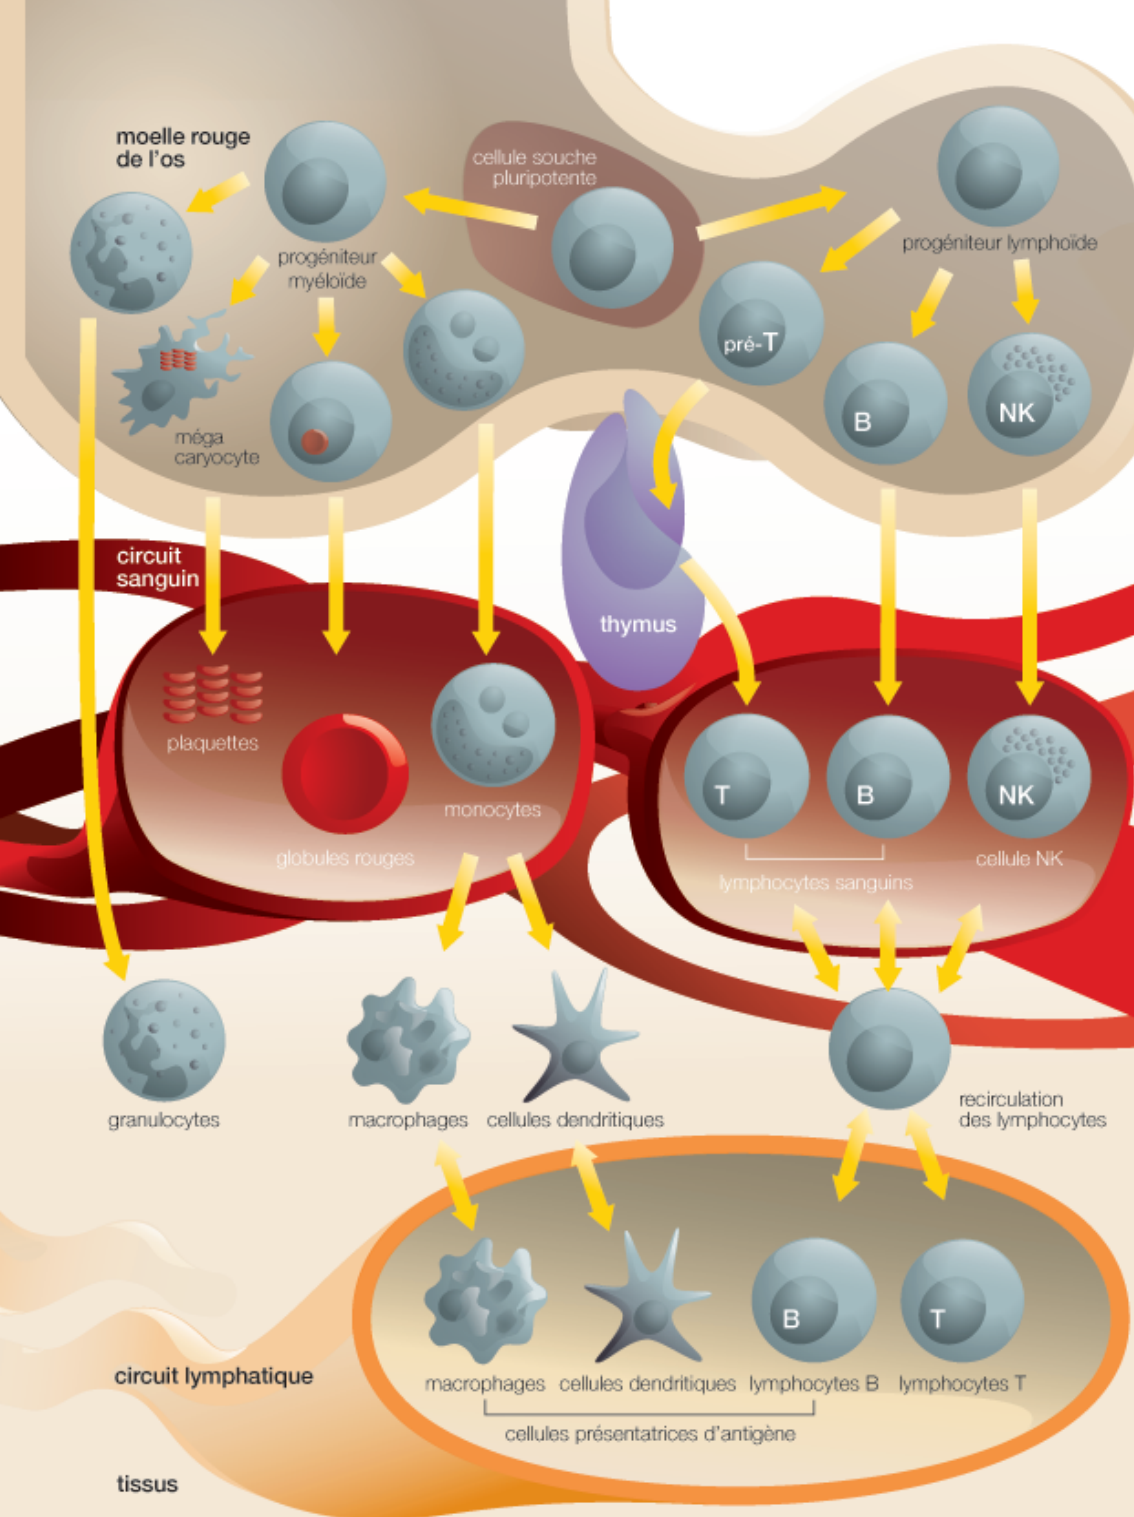 moelle rouge
de l'os
cellule souche
pluripotente
progéniteur
myéloïde
progéniteur lymphoïde
pré-T
B
NK
méga
caryocyte
circuit
sanguin
thymus
plaquettes
monocytes
globules rouges
T
B
NK
cellule NK
lymphocytes sanguins
granulocytes
macrophages
cellules dendritiques
recirculation
des lymphocytes
B
T
macrophages
cellules dendritiques
lymphocytes B
lymphocytes T
cellules présentatrices d'antigène
circuit lymphatique
tissus